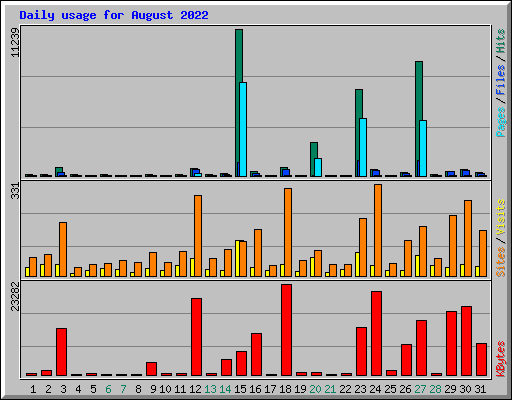 Daily usage for August 2022
11239
Pages / Files / Hits
331
Sites / Visits
23282
KBytes
1 2 3 4 5 6 7 8 9 10 11 12 13 14 15 16 17 18 19 20 21 22 23 24 25 26 27 28 29 30 31